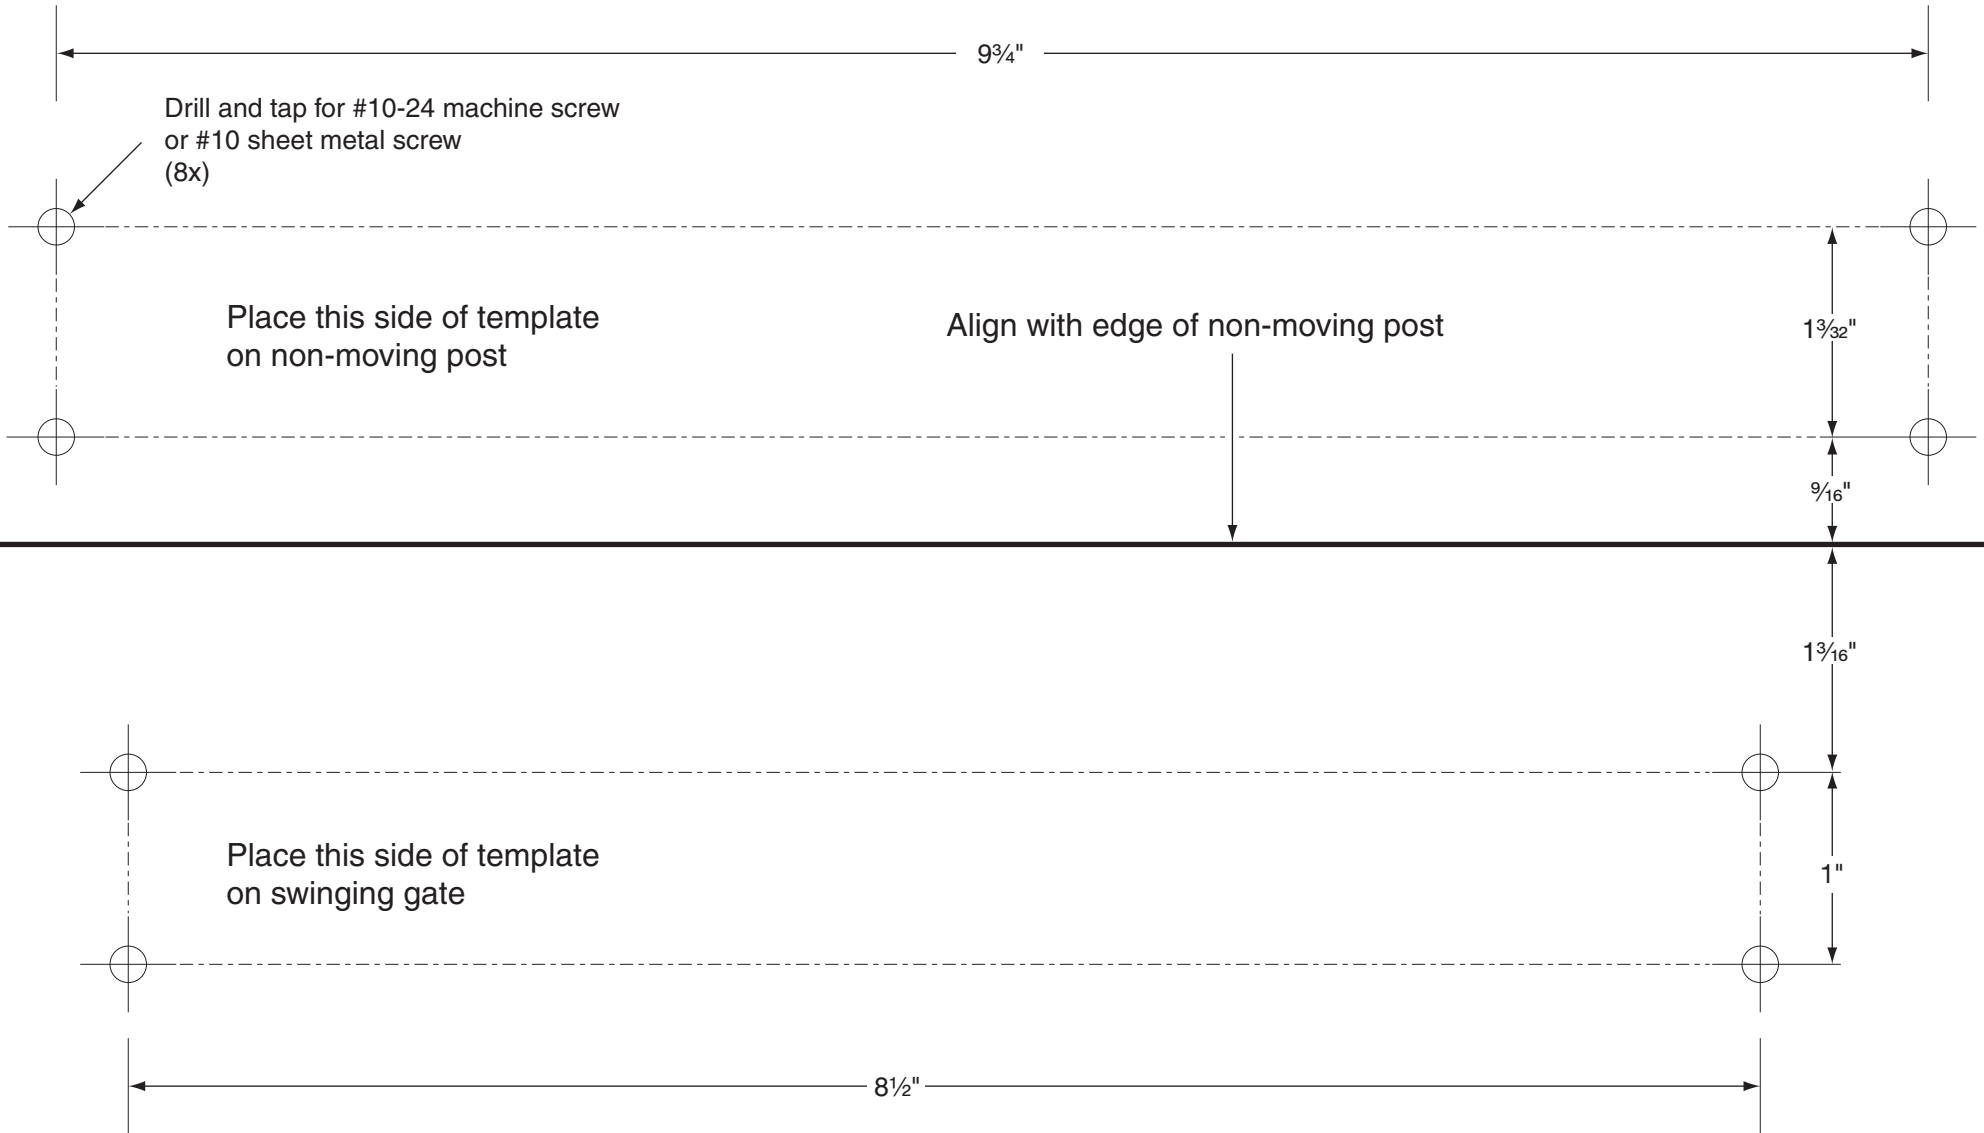 9¾"
Drill and tap for #10-24 machine screw
or #10 sheet metal screw
(8x)
Place this side of template
on non-moving post
Align with edge of non-moving post
13⁄32"
9⁄16"
13⁄16"
Place this side of template
on swinging gate
1"
8½"